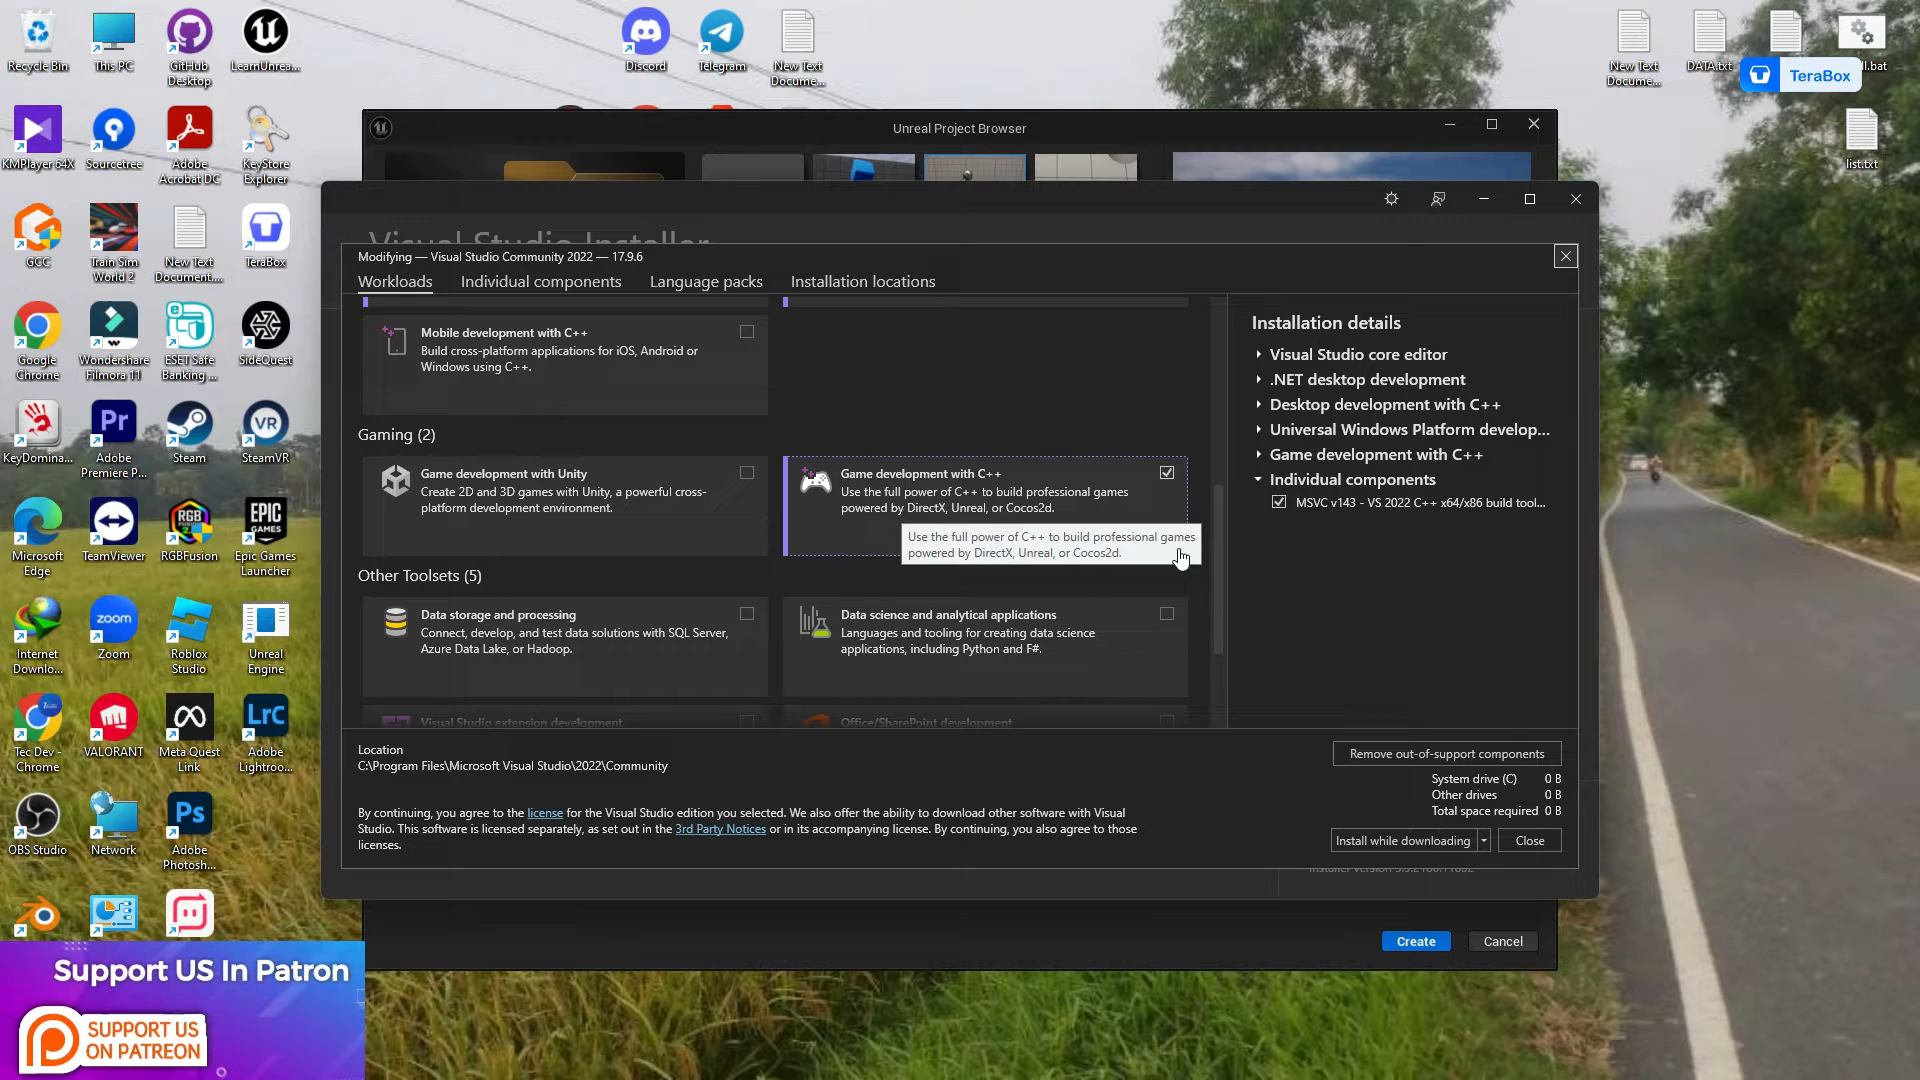 Recycle Bin
This PC
GitHub
Desktop
LearnUnrea...
Discord
Telegram
New Text
Docume...
New Text
Docume...
DATA.txt
ll.bat
TeraBox
KMPlayer 64X
Sourcetree
Adobe
Acrobat DC
KeyStore
Explorer
list.txt
GCC
Train Sim
World 2
New Text
Document....
TeraBox
Google
Chrome
Wondershare
Filmora 11
ESET Safe
Banking ...
SideQuest
KeyDomina...
Adobe
Premiere P...
Steam
SteamVR
Microsoft
Edge
TeamViewer
RGBFusion
Epic Games
Launcher
Internet
Downlo...
Zoom
Roblox
Studio
Unreal
Engine
Tec Dev -
Chrome
VALORANT
Meta Quest
Link
Adobe
Lightroo...
OBS Studio
Network
Adobe
Photosh...
Unreal Project Browser
Visual Studio Installer
Modifying — Visual Studio Community 2022 — 17.9.6
Workloads
Individual components
Language packs
Installation locations
Mobile development with C++
Build cross-platform applications for iOS, Android or
Windows using C++.
Gaming (2)
Game development with Unity
Create 2D and 3D games with Unity, a powerful cross-
platform development environment.
Game development with C++
Use the full power of C++ to build professional games
powered by DirectX, Unreal, or Cocos2d.
Use the full power of C++ to build professional games
powered by DirectX, Unreal, or Cocos2d.
Other Toolsets (5)
Data storage and processing
Connect, develop, and test data solutions with SQL Server,
Azure Data Lake, or Hadoop.
Data science and analytical applications
Languages and tooling for creating data science
applications, including Python and F#.
Visual Studio extension development
Office/SharePoint development
Installation details
Visual Studio core editor
.NET desktop development
Desktop development with C++
Universal Windows Platform develop...
Game development with C++
Individual components
MSVC v143 - VS 2022 C++ x64/x86 build tool...
Location
C:\Program Files\Microsoft Visual Studio\2022\Community
By continuing, you agree to the license for the Visual Studio edition you selected. We also offer the ability to download other software with Visual
Studio. This software is licensed separately, as set out in the 3rd Party Notices or in its accompanying license. By continuing, you also agree to those
licenses.
Remove out-of-support components
System drive (C) 0 B
Other drives 0 B
Total space required 0 B
Install while downloading
Close
Create
Cancel
Support US In Patron
SUPPORT US
ON PATREON